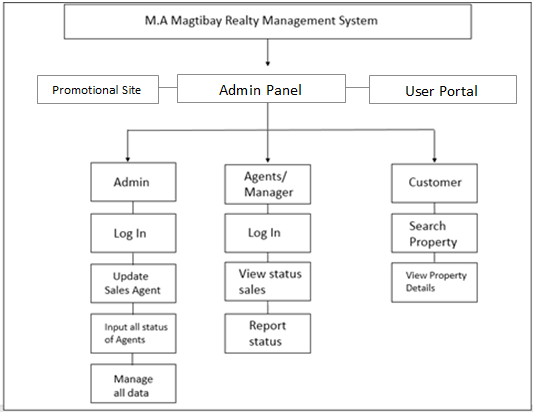 M.A Magtibay Realty Management System
Promotional Site
Admin Panel
User Portal
Admin
Agents/
Manager
Customer
Log In
Log In
Search
Property
Update
Sales Agent
View status
sales
View Property
Details
Input all status
of Agents
Report
status
Manage
all data